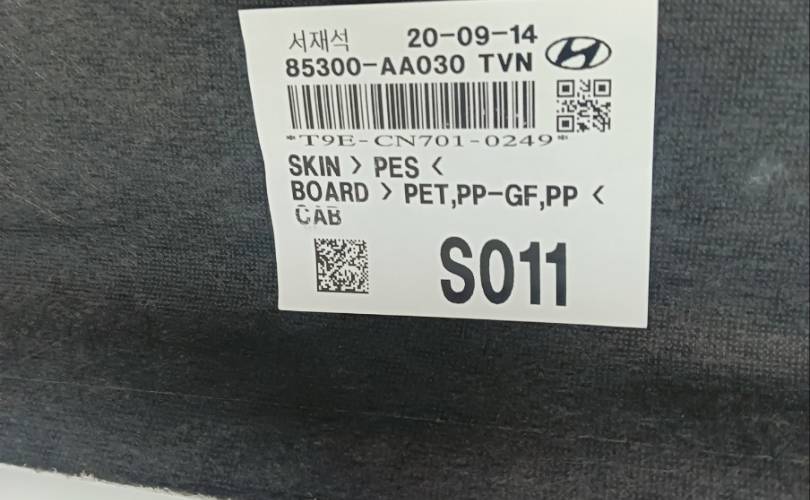 서재석 20-09-14
85300-AA030 TVN
*T9E-CN701-0249*
SKIN > PES <
BOARD > PET,PP-GF,PP <
CAB
S011